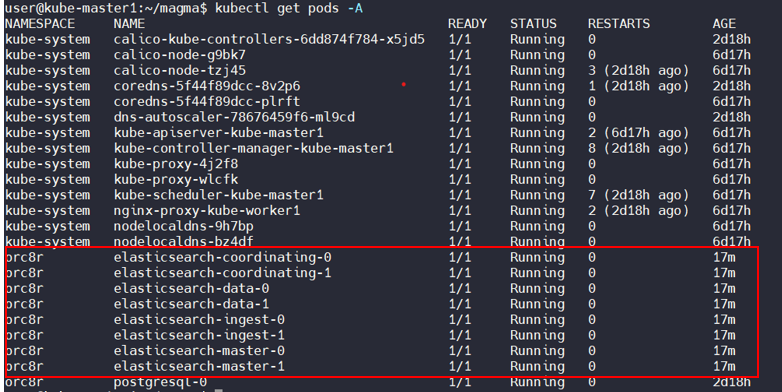 user@kube-master1:~/magma$ kubectl get pods -A
NAMESPACE NAME READY STATUS RESTARTS AGE
kube-system calico-kube-controllers-6dd874f784-x5jd5 1/1 Running 0 2d18h
kube-system calico-node-g9bk7 1/1 Running 0 6d17h
kube-system calico-node-tzj45 1/1 Running 3 (2d18h ago) 6d17h
kube-system coredns-5f44f89dcc-8v2p6 1/1 Running 1 (2d18h ago) 2d18h
kube-system coredns-5f44f89dcc-plrft 1/1 Running 0 6d17h
kube-system dns-autoscaler-78676459f6-ml9cd 1/1 Running 0 2d18h
kube-system kube-apiserver-kube-master1 1/1 Running 2 (6d17h ago) 6d17h
kube-system kube-controller-manager-kube-master1 1/1 Running 8 (2d18h ago) 6d17h
kube-system kube-proxy-4j2f8 1/1 Running 0 6d17h
kube-system kube-proxy-wlcfk 1/1 Running 0 6d17h
kube-system kube-scheduler-kube-master1 1/1 Running 7 (2d18h ago) 6d17h
kube-system nginx-proxy-kube-worker1 1/1 Running 2 (2d18h ago) 6d17h
kube-system nodelocaldns-9h7bp 1/1 Running 0 6d17h
kube-system nodelocaldns-bz4df 1/1 Running 0 6d17h
orc8r elasticsearch-coordinating-0 1/1 Running 0 17m
orc8r elasticsearch-coordinating-1 1/1 Running 0 17m
orc8r elasticsearch-data-0 1/1 Running 0 17m
orc8r elasticsearch-data-1 1/1 Running 0 17m
orc8r elasticsearch-ingest-0 1/1 Running 0 17m
orc8r elasticsearch-ingest-1 1/1 Running 0 17m
orc8r elasticsearch-master-0 1/1 Running 0 17m
orc8r elasticsearch-master-1 1/1 Running 0 17m
orc8r postgresql-0 1/1 Running 0 2d18h